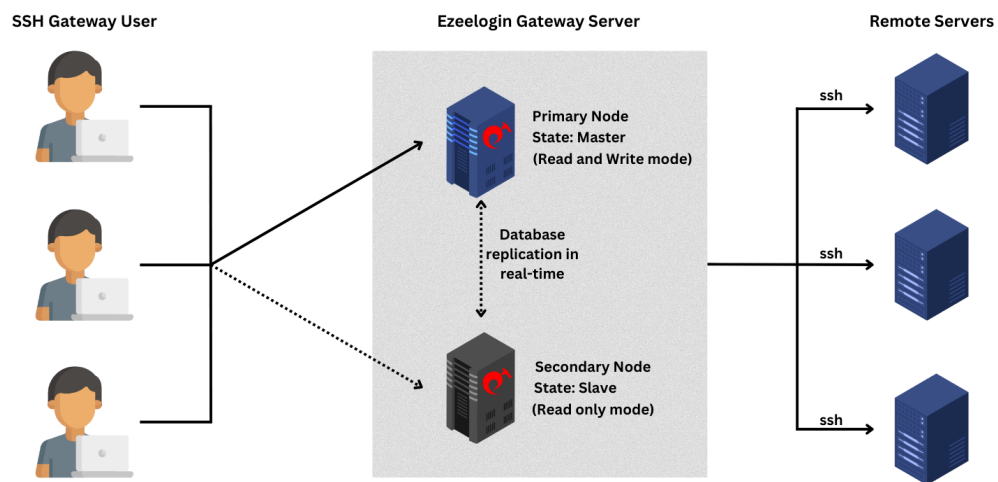 SSH Gateway User
Ezeelogin Gateway Server
Remote Servers
Primary Node
State: Master
(Read and Write mode)
Database
replication in
real-time
Secondary Node
State: Slave
(Read only mode)
ssh
ssh
ssh